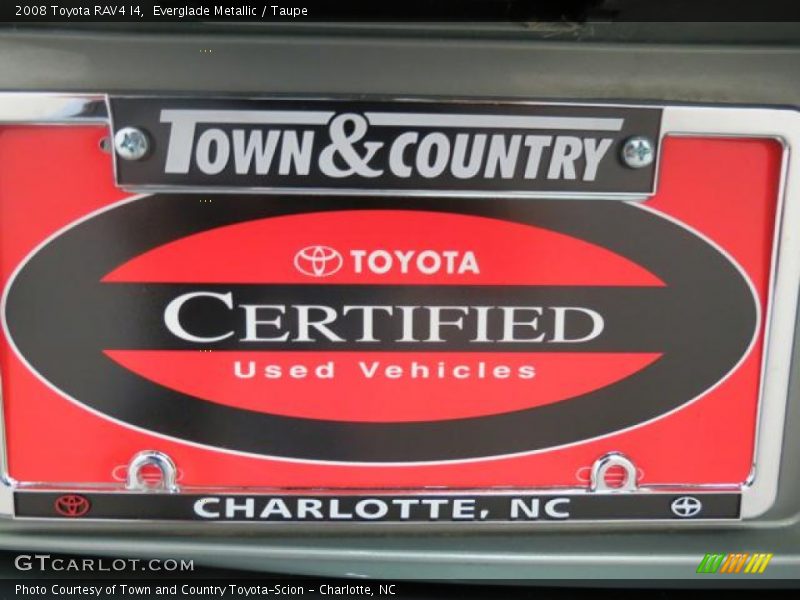 2008 Toyota RAV4 I4, Everglade Metallic / Taupe
TOWN & COUNTRY
TOYOTA
CERTIFIED
Used Vehicles
CHARLOTTE, NC
GTCARLOT.COM
Photo Courtesy of Town and Country Toyota-Scion - Charlotte, NC